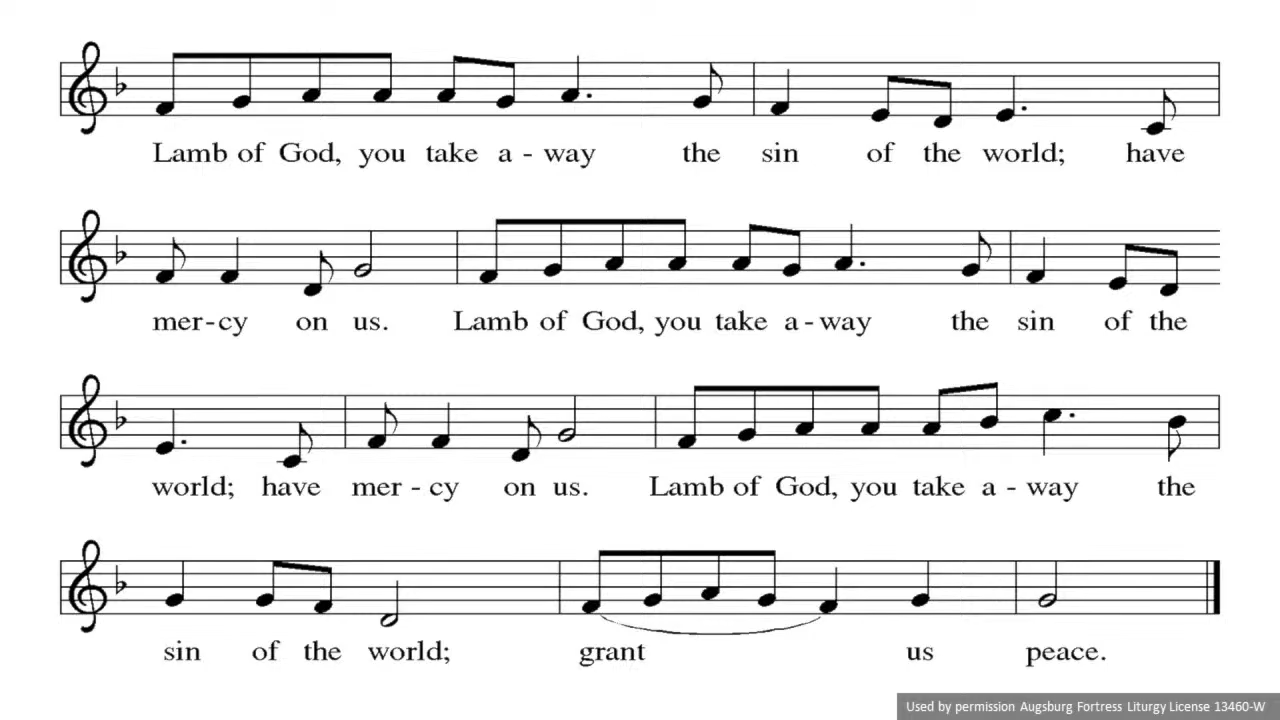 Lamb of God, you take a - way the sin of the world; have
mer - cy on us. Lamb of God, you take a - way the sin of the
world; have mer - cy on us. Lamb of God, you take a - way the
sin of the world; grant us peace.
Used by permission Augsburg Fortress Liturgy License 13460-W